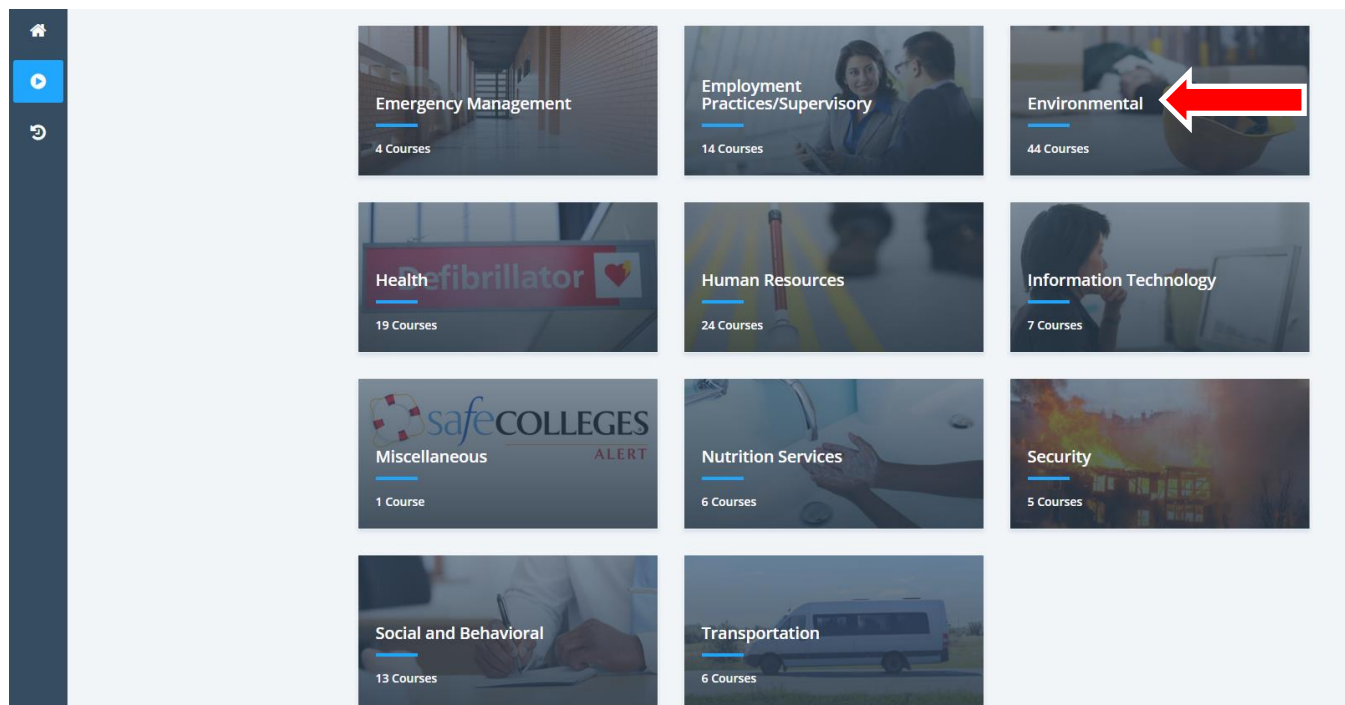 Emergency Management
4 Courses
Employment
Practices/Supervisory
14 Courses
Environmental
44 Courses
Defibrillator
Health
19 Courses
Human Resources
24 Courses
Information Technology
7 Courses
safeCOLLEGES
ALERT
Miscellaneous
1 Course
Nutrition Services
6 Courses
Security
5 Courses
Social and Behavioral
13 Courses
Transportation
6 Courses